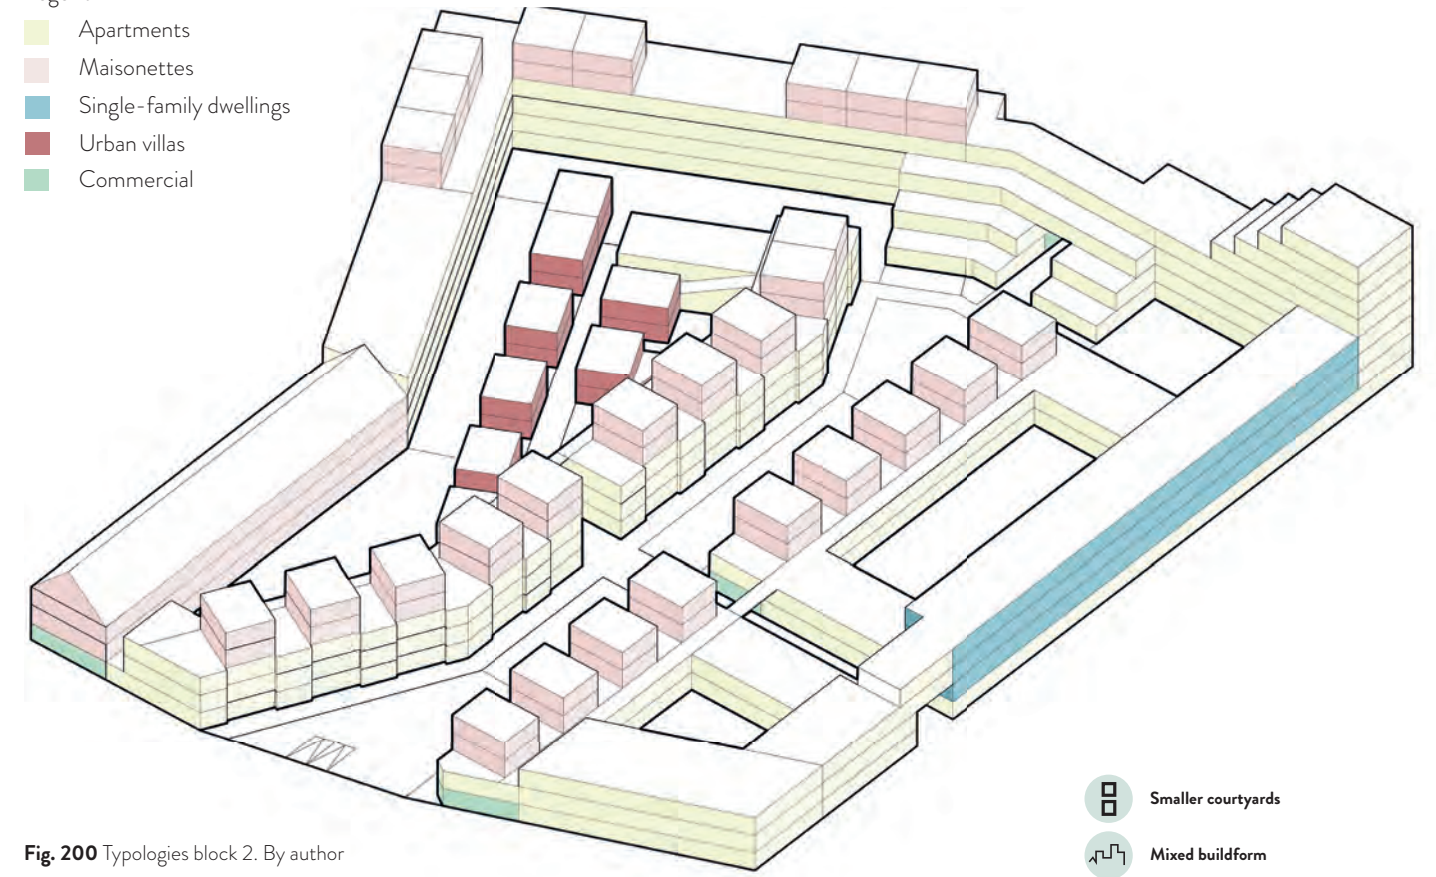 Apartments
Maisonettes
Single-family dwellings
Urban villas
Commercial
Smaller courtyards
Mixed buildform
Fig. 200 Typologies block 2. By author